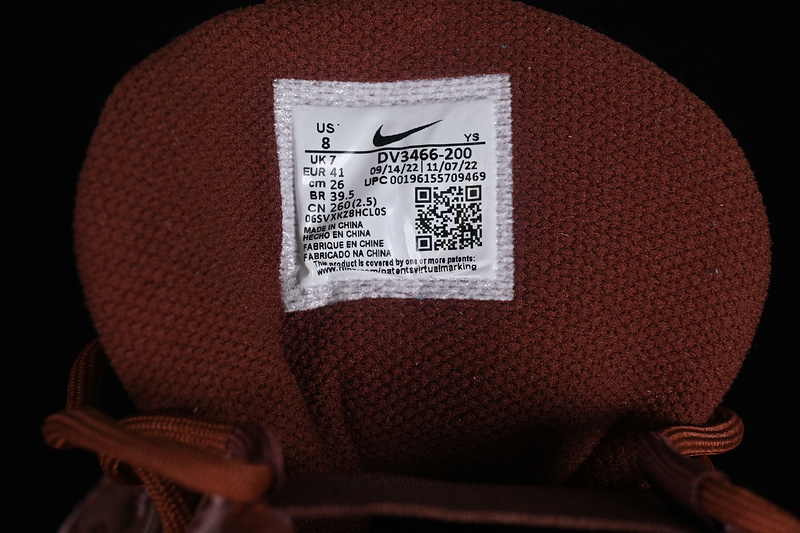 US
8
YS
UK 7
DV3466-200
EUR 41
09/14/22 11/07/22
cm 26
UPC 00196155709469
BR 39.5
CN 260(2.5)
06SVXKZBHCL0S
MADE IN CHINA
HECHO EN CHINA
FABRIQUE EN CHINE
FABRICADO NA CHINA
This product is covered by one or more patents:
/patentsvirtualmarking